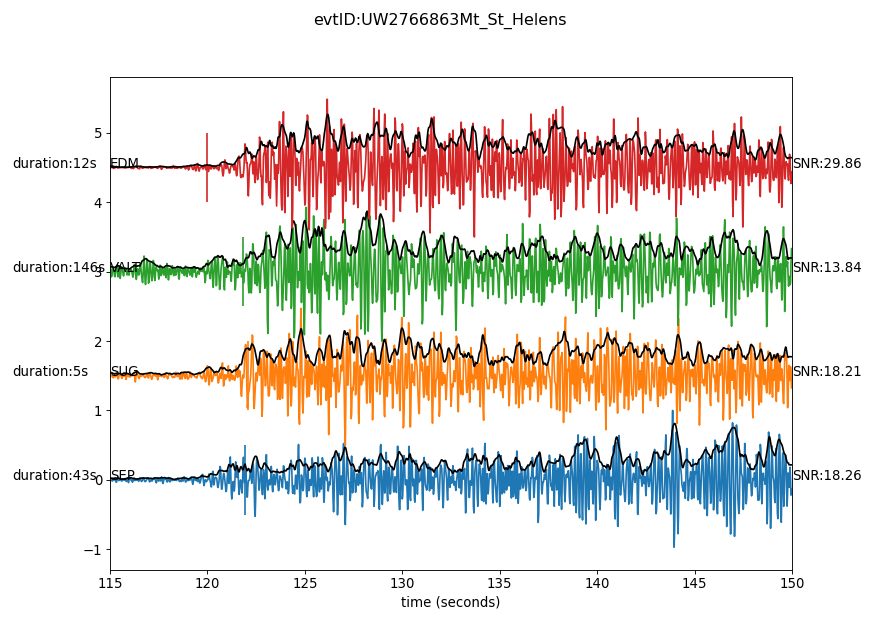 evtID:UW2766863Mt_St_Helens
5
duration:12s EDM SNR:29.86
4
duration:146s VALT SNR:13.84
3
2
duration:5s SUG SNR:18.21
1
duration:43s SEP SNR:18.26
0
−1
115 120 125 130 135 140 145 150
time (seconds)